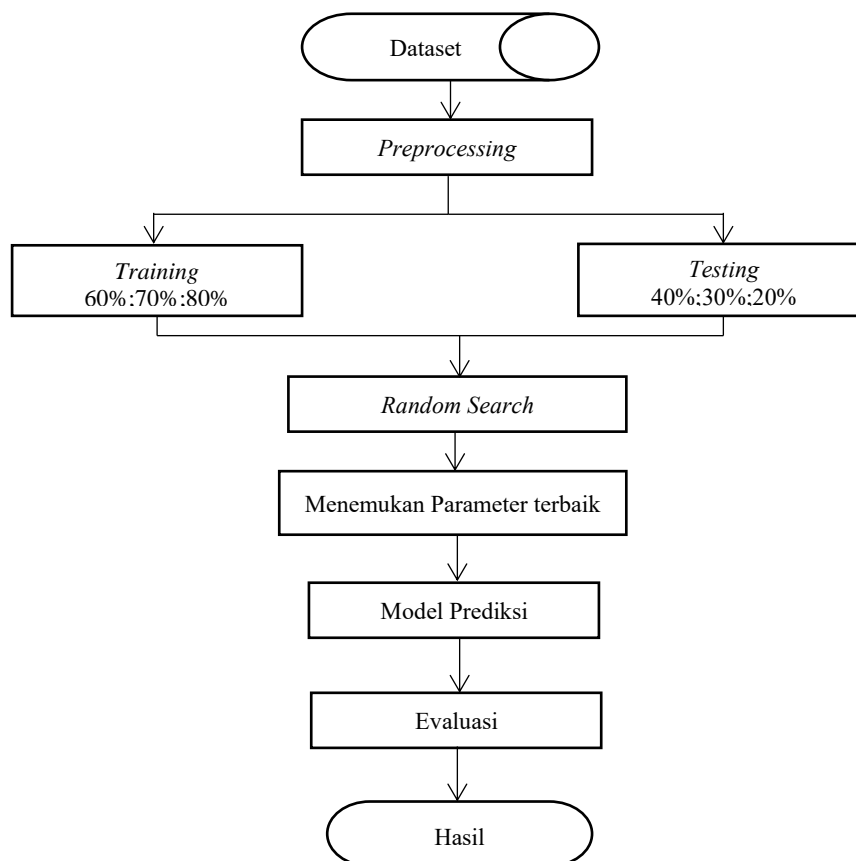 Dataset
Preprocessing
Training
60%;70%;80%
Testing
40%;30%;20%
Random Search
Menemukan Parameter terbaik
Model Prediksi
Evaluasi
Hasil